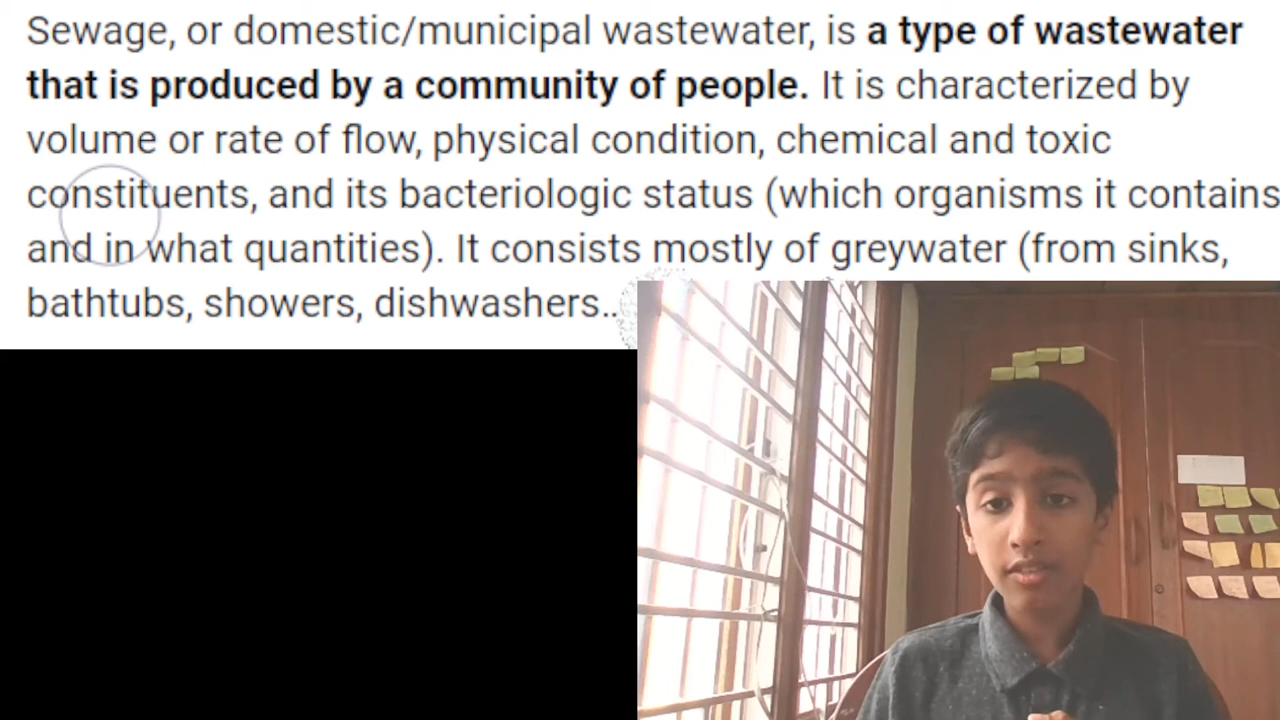 Sewage, or domestic/municipal wastewater, is a type of wastewater
that is produced by a community of people. It is characterized by
volume or rate of flow, physical condition, chemical and toxic
constituents, and its bacteriologic status (which organisms it contains
and in what quantities). It consists mostly of greywater (from sinks,
bathtubs, showers, dishwashers..